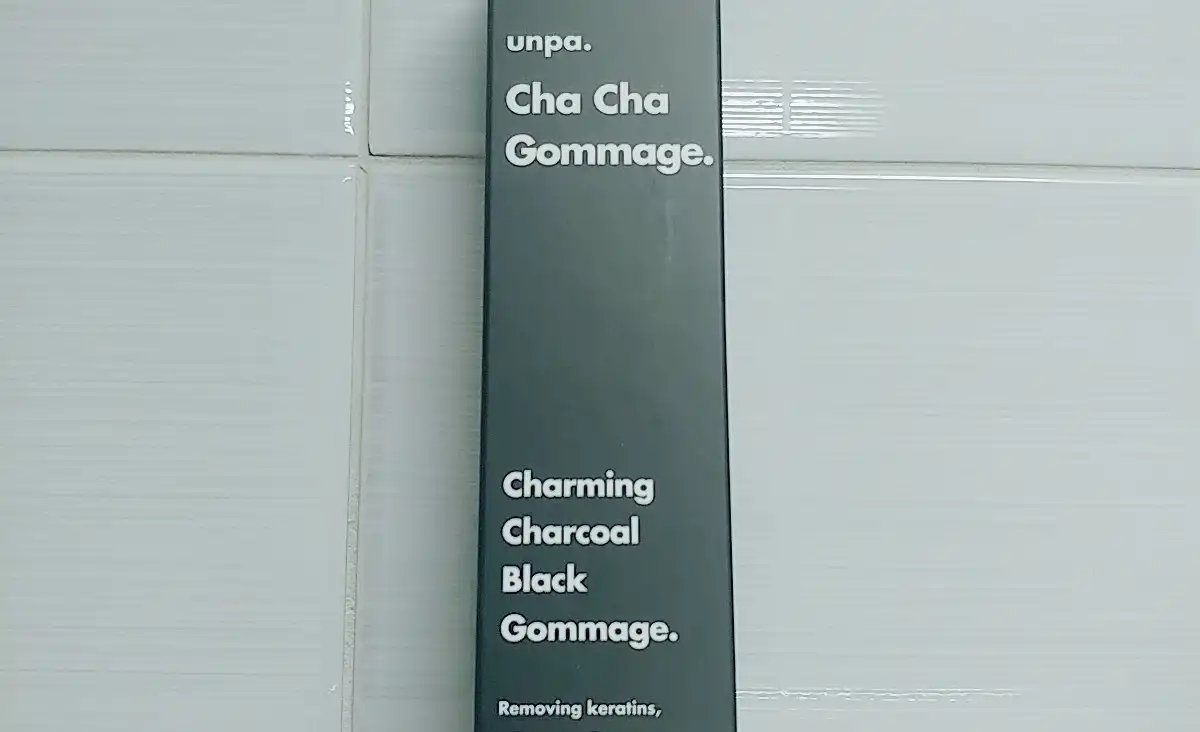 unpa.
Cha Cha
Gommage.
Charming
Charcoal
Black
Gommage.
Removing keratins,